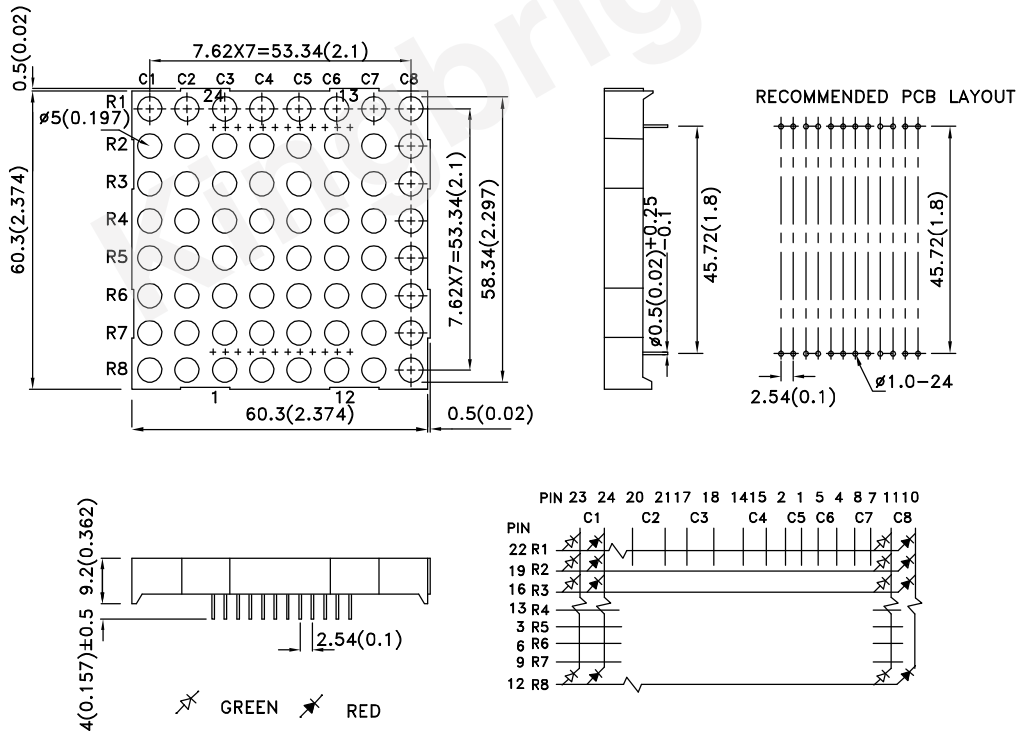 0.5(0.02)
7.62X7=53.34(2.1)
C1 C2 C3 C4 C5 C6 C7 C8
24 13
R1
ø5(0.197)
R2
R3
R4
R5
R6
R7
R8
60.3(2.374)
7.62X7=53.34(2.1)
58.34(2.297)
1 12
60.3(2.374)
0.5(0.02)
ø0.5(0.02)+0.25
-0.1
45.72(1.8)
RECOMMENDED PCB LAYOUT
45.72(1.8)
2.54(0.1)
ø1.0-24
9.2(0.362)
4(0.157)±0.5
2.54(0.1)
GREEN RED
PIN 23 24 20 21 17 18 14 15 2 1 5 4 8 7 11 10
C1 C2 C3 C4 C5 C6 C7 C8
PIN
22 R1
19 R2
16 R3
13 R4
3 R5
6 R6
9 R7
12 R8
Kingbrig